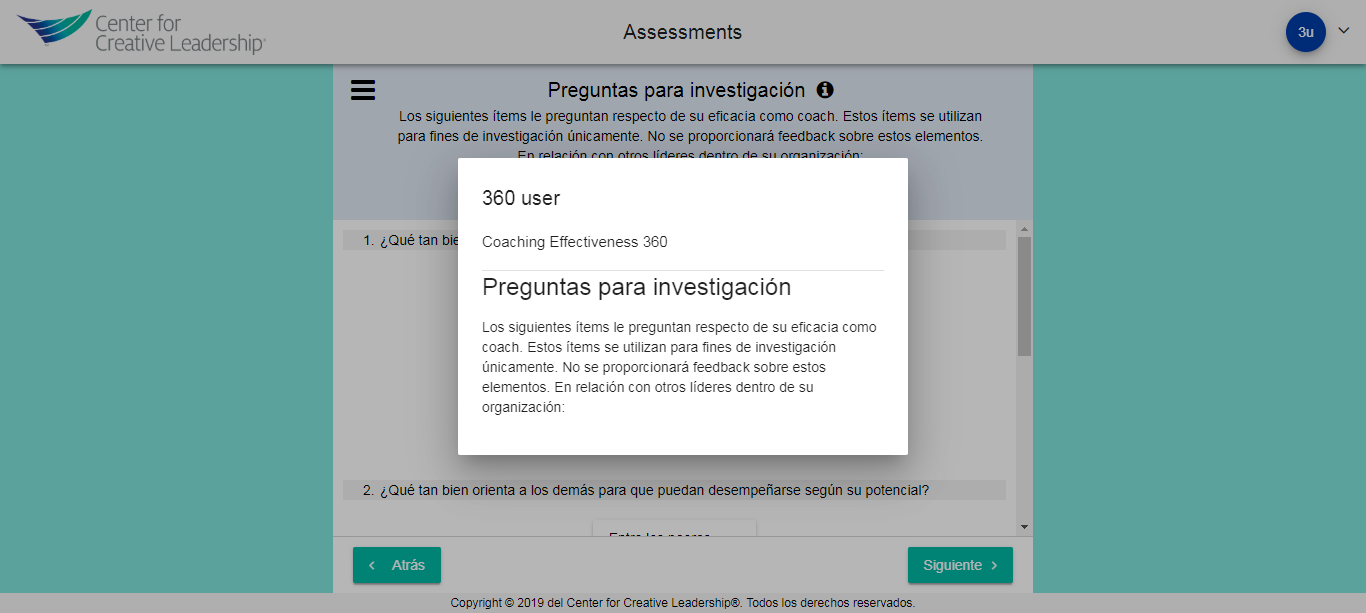 Center for
Creative Leadership®
Assessments
3u
Preguntas para investigación
Los siguientes ítems le preguntan respecto de su eficacia como coach. Estos ítems se utilizan
para fines de investigación únicamente. No se proporcionará feedback sobre estos elementos.
En relación con otros líderes dentro de su organización:
360 user
Coaching Effectiveness 360
Preguntas para investigación
Los siguientes ítems le preguntan respecto de su eficacia como
coach. Estos ítems se utilizan para fines de investigación
únicamente. No se proporcionará feedback sobre estos
elementos. En relación con otros líderes dentro de su
organización:
1. ¿Qué tan
2. ¿Qué tan bien orienta a los demás para que puedan desempeñarse según su potencial?
Entre los peores
Atrás
Siguiente
Copyright © 2019 del Center for Creative Leadership®. Todos los derechos reservados.